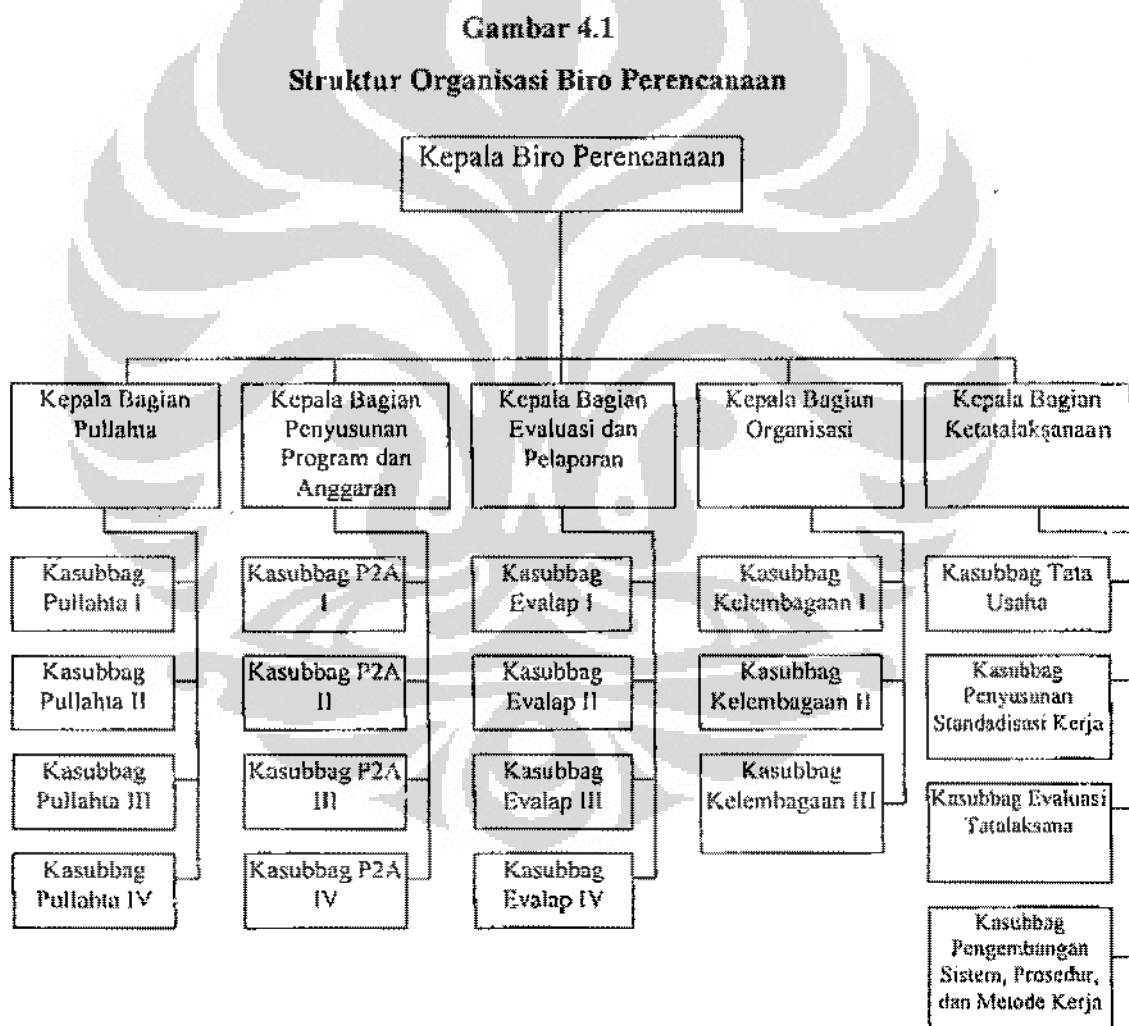 Gambar 4.1
Struktur Organisasi Biro Perencanaan
Kepala Biro Perencanaan
Kepala Bagian
Pullahta
Kepala Bagian
Penyusunan
Program dan
Anggaran
Kepala Bagian
Evaluasi dan
Pelaporan
Kepala Bagian
Organisasi
Kepala Bagian
Ketatalaksanaan
Kasubbag
Pullahta I
Kasubbag
Pullahta II
Kasubbag
Pullahta III
Kasubbag
Pullahta IV
Kasubbag P2A
I
Kasubbag P2A
II
Kasubbag P2A
III
Kasubbag P2A
IV
Kasubbag
Evalap I
Kasubbag
Evalap II
Kasubbag
Evalap III
Kasubbag
Evalap IV
Kasubbag
Kelembagaan I
Kasubbag
Kelembagaan II
Kasubbag
Kelembagaan III
Kasubbag Tata
Usaha
Kasubbag
Penyusunan
Standadisasi Kerja
Kasubbag Evaluasi
Tatalaksana
Kasubbag
Pengembangan
Sistem, Prosedur,
dan Metode Kerja